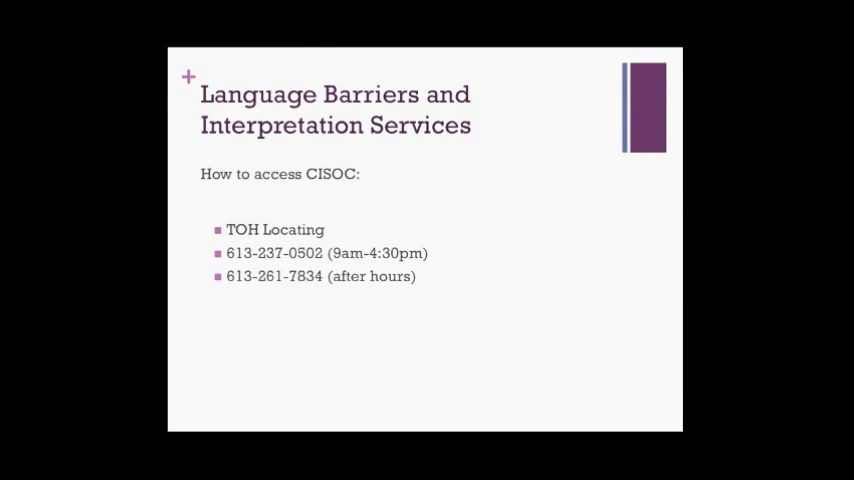 +
Language Barriers and
Interpretation Services
How to access CISOC:
TOH Locating
613-237-0502 (9am-4:30pm)
613-261-7834 (after hours)